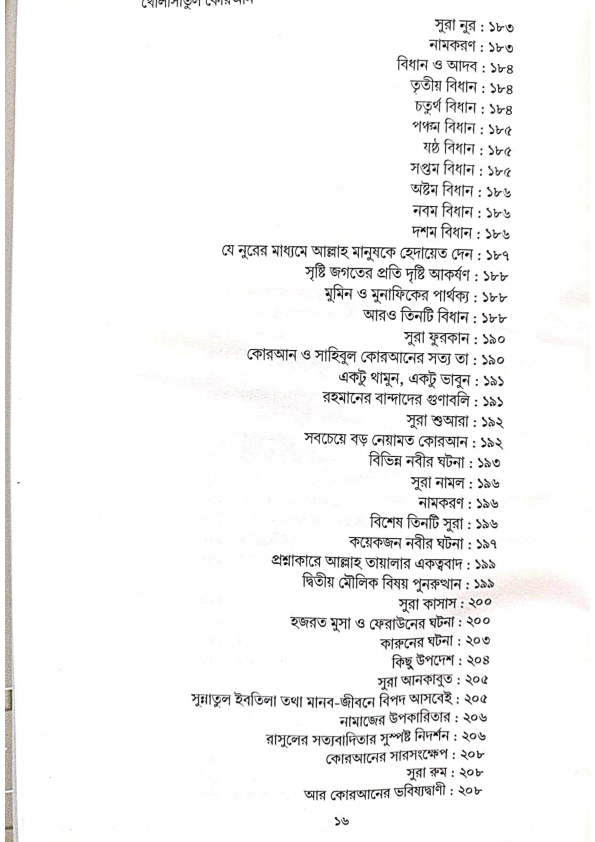 খোলাসাতুল কোরআন
সুরা নুর : ১৮৩
নামকরণ : ১৮৩
বিধান ও আদব : ১৮৪
তৃতীয় বিধান : ১৮৪
চতুর্থ বিধান : ১৮৪
পঞ্চম বিধান : ১৮৫
ষষ্ঠ বিধান : ১৮৫
সপ্তম বিধান : ১৮৫
অষ্টম বিধান : ১৮৬
নবম বিধান : ১৮৬
দশম বিধান : ১৮৬
যে নুরের মাধ্যমে আল্লাহ মানুষকে হেদায়েত দেন : ১৮৭
সৃষ্টি জগতের প্রতি দৃষ্টি আকর্ষণ : ১৮৮
মুমিন ও মুনাফিকের পার্থক্য : ১৮৮
আরও তিনটি বিধান : ১৮৮
সুরা ফুরকান : ১৯০
কোরআন ও সাহিবুল কোরআনের সত্য তা : ১৯০
একটু থামুন, একটু ভাবুন : ১৯১
রহমানের বান্দাদের গুণাবলি : ১৯১
সুরা শুআরা : ১৯২
সবচেয়ে বড় নেয়ামত কোরআন : ১৯২
বিভিন্ন নবীর ঘটনা : ১৯৩
সুরা নামল : ১৯৬
নামকরণ : ১৯৬
বিশেষ তিনটি সুরা : ১৯৬
কয়েকজন নবীর ঘটনা : ১৯৭
প্রশ্নাকারে আল্লাহ তায়ালার একত্ববাদ : ১৯৯
দ্বিতীয় মৌলিক বিষয় পুনরুত্থান : ১৯৯
সুরা কাসাস : ২০০
হজরত মুসা ও ফেরাউনের ঘটনা : ২০০
কারুনের ঘটনা : ২০৩
কিছু উপদেশ : ২০৪
সুরা আনকাবুত : ২০৫
সুন্নাতুল ইবতিলা তথা মানব-জীবনে বিপদ আসবেই : ২০৫
নামাজের উপকারিতার : ২০৬
রাসুলের সত্যবাদিতার সুস্পষ্ট নিদর্শন : ২০৬
কোরআনের সারসংক্ষেপ : ২০৮
সুরা রুম : ২০৮
আর কোরআনের ভবিষ্যদ্বাণী : ২০৮
১৬